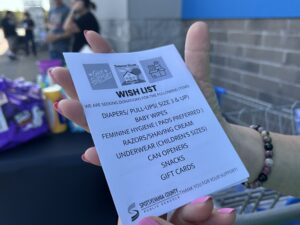 WISH LIST
WE ARE SEEKING DONATIONS FOR THE FOLLOWING ITEMS:
DIAPERS/ PULL-UPS( SIZE 3 & UP)
BABY WIPES
FEMININE HYGIENE ( PADS PREFERRED )
RAZORS/SHAVING CREAM
UNDERWEAR (CHILDREN'S SIZES)
CAN OPENERS
SNACKS
GIFT CARDS
THANK YOU FOR YOUR SUPPORT!
SPOTSYLVANIA COUNTY
PUBLIC SCHOOLS